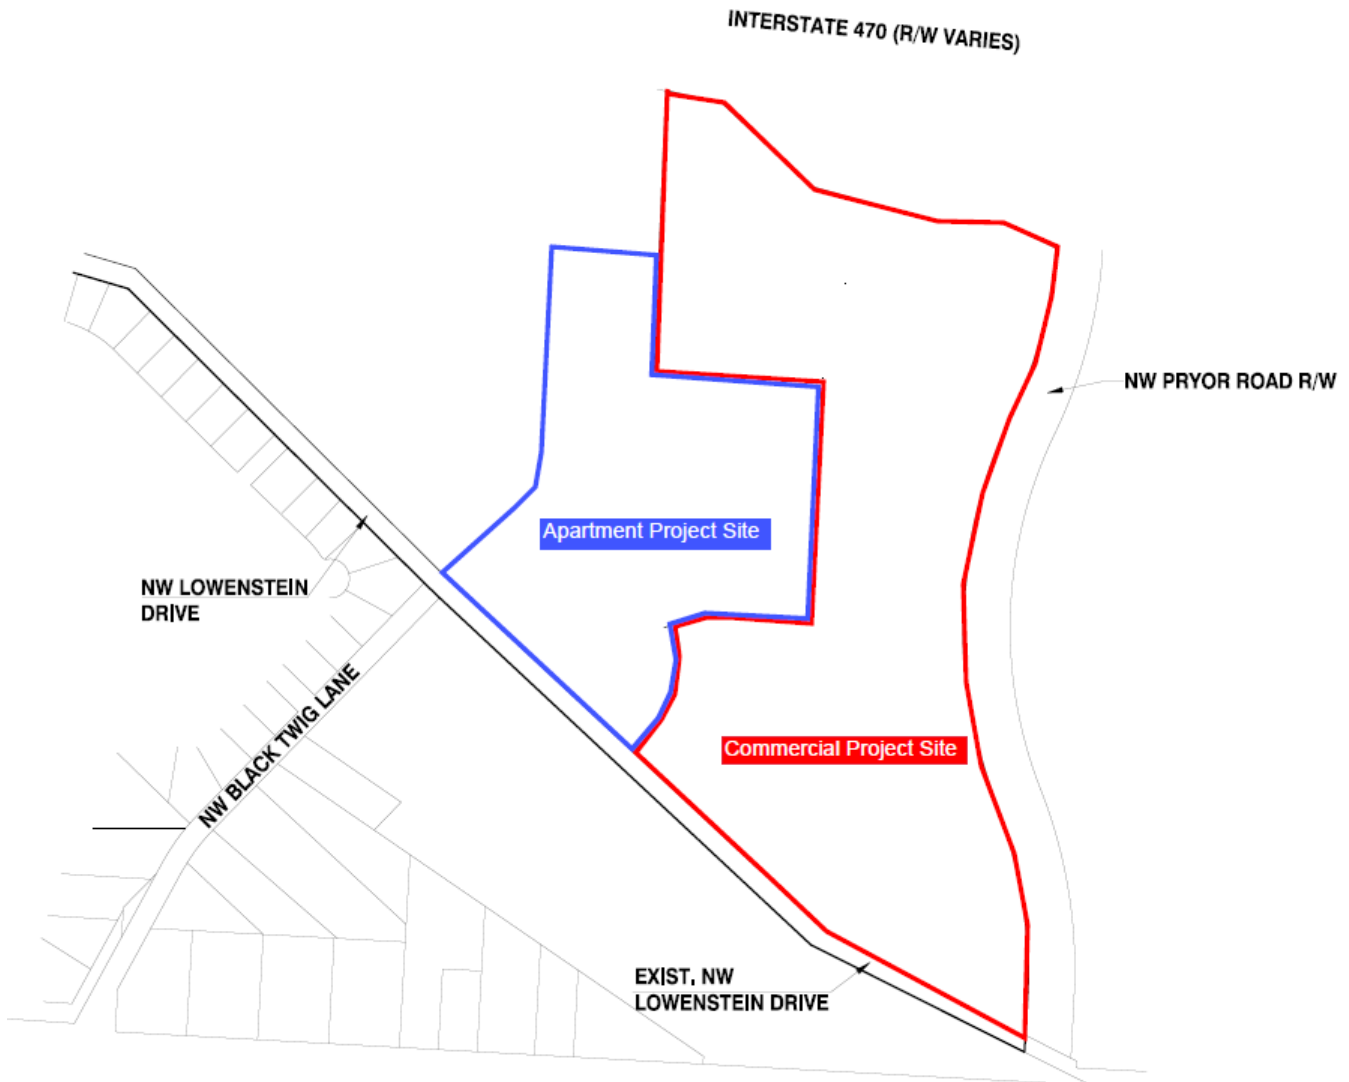 INTERSTATE 470 (R/W VARIES)
NW PRYOR ROAD R/W
Apartment Project Site
NW LOWENSTEIN
DRIVE
NW BLACK TWIG LANE
Commercial Project Site
EXIST. NW
LOWENSTEIN DRIVE